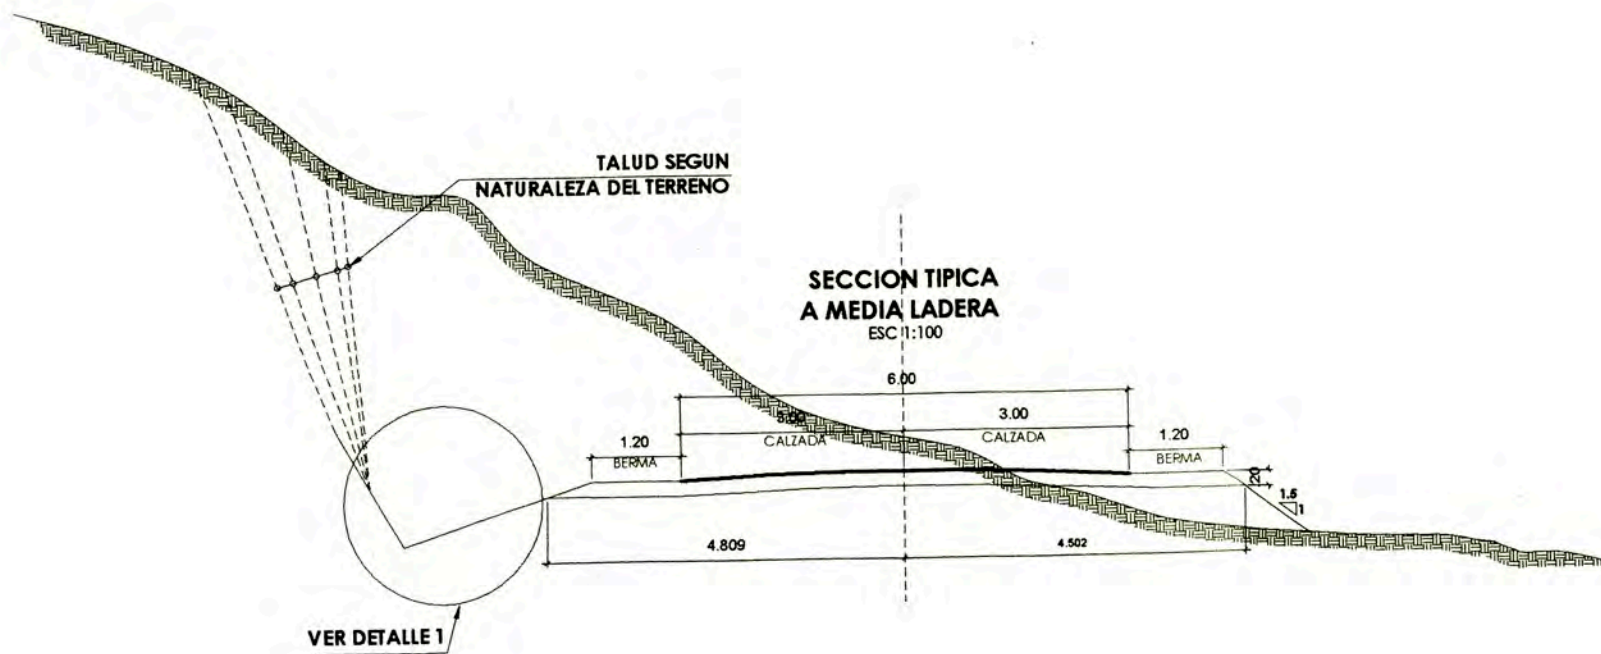 TALUD SEGUN
NATURALEZA DEL TERRENO
SECCION TIPICA
A MEDIA LADERA
ESC 1:100
6.00
3.00
3.00
CALZADA
CALZADA
1.20
BERMA
1.20
BERMA
.20
1.5
1
4.809
4.502
VER DETALLE 1